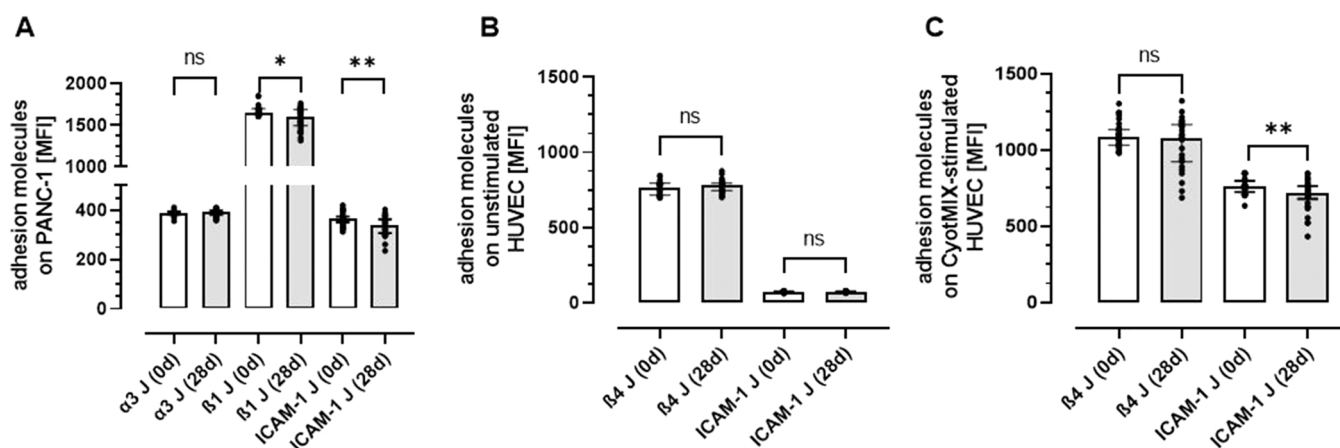 A
adhesion molecules
on PANC-1 [MFI]
2000
1500
1000
400
200
0
ns
*
**
α3 J (0d)
α3 J (28d)
ß1 J (0d)
ß1 J (28d)
ICAM-1 J (0d)
ICAM-1 J (28d)
B
adhesion molecules
on unstimulated
HUVEC [MFI]
1500
1000
500
0
ns
ns
ß4 J (0d)
ß4 J (28d)
ICAM-1 J (0d)
ICAM-1 J (28d)
C
adhesion molecules
on CyotMIX-stimulated
HUVEC [MFI]
1500
1000
500
0
ns
**
ß4 J (0d)
ß4 J (28d)
ICAM-1 J (0d)
ICAM-1 J (28d)